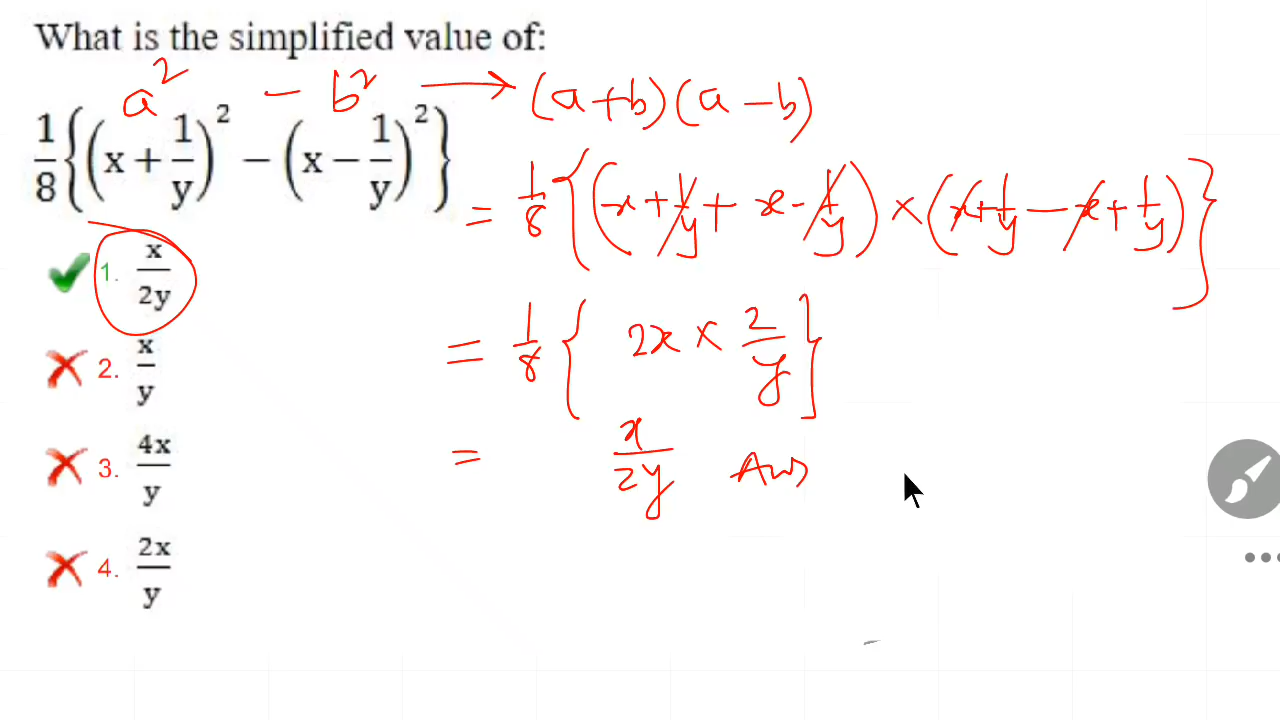 What is the simplified value of:
a² - b² → (a+b)(a-b)
1/8{(x+1/y)² - (x-1/y)²}
= 1/8{(x+1/y+x-1/y)×(x+1/y-x+1/y)}
1. x/2y
= 1/8{2x×2/y}
2. x/y
= x/2y Ans
3. 4x/y
4. 2x/y